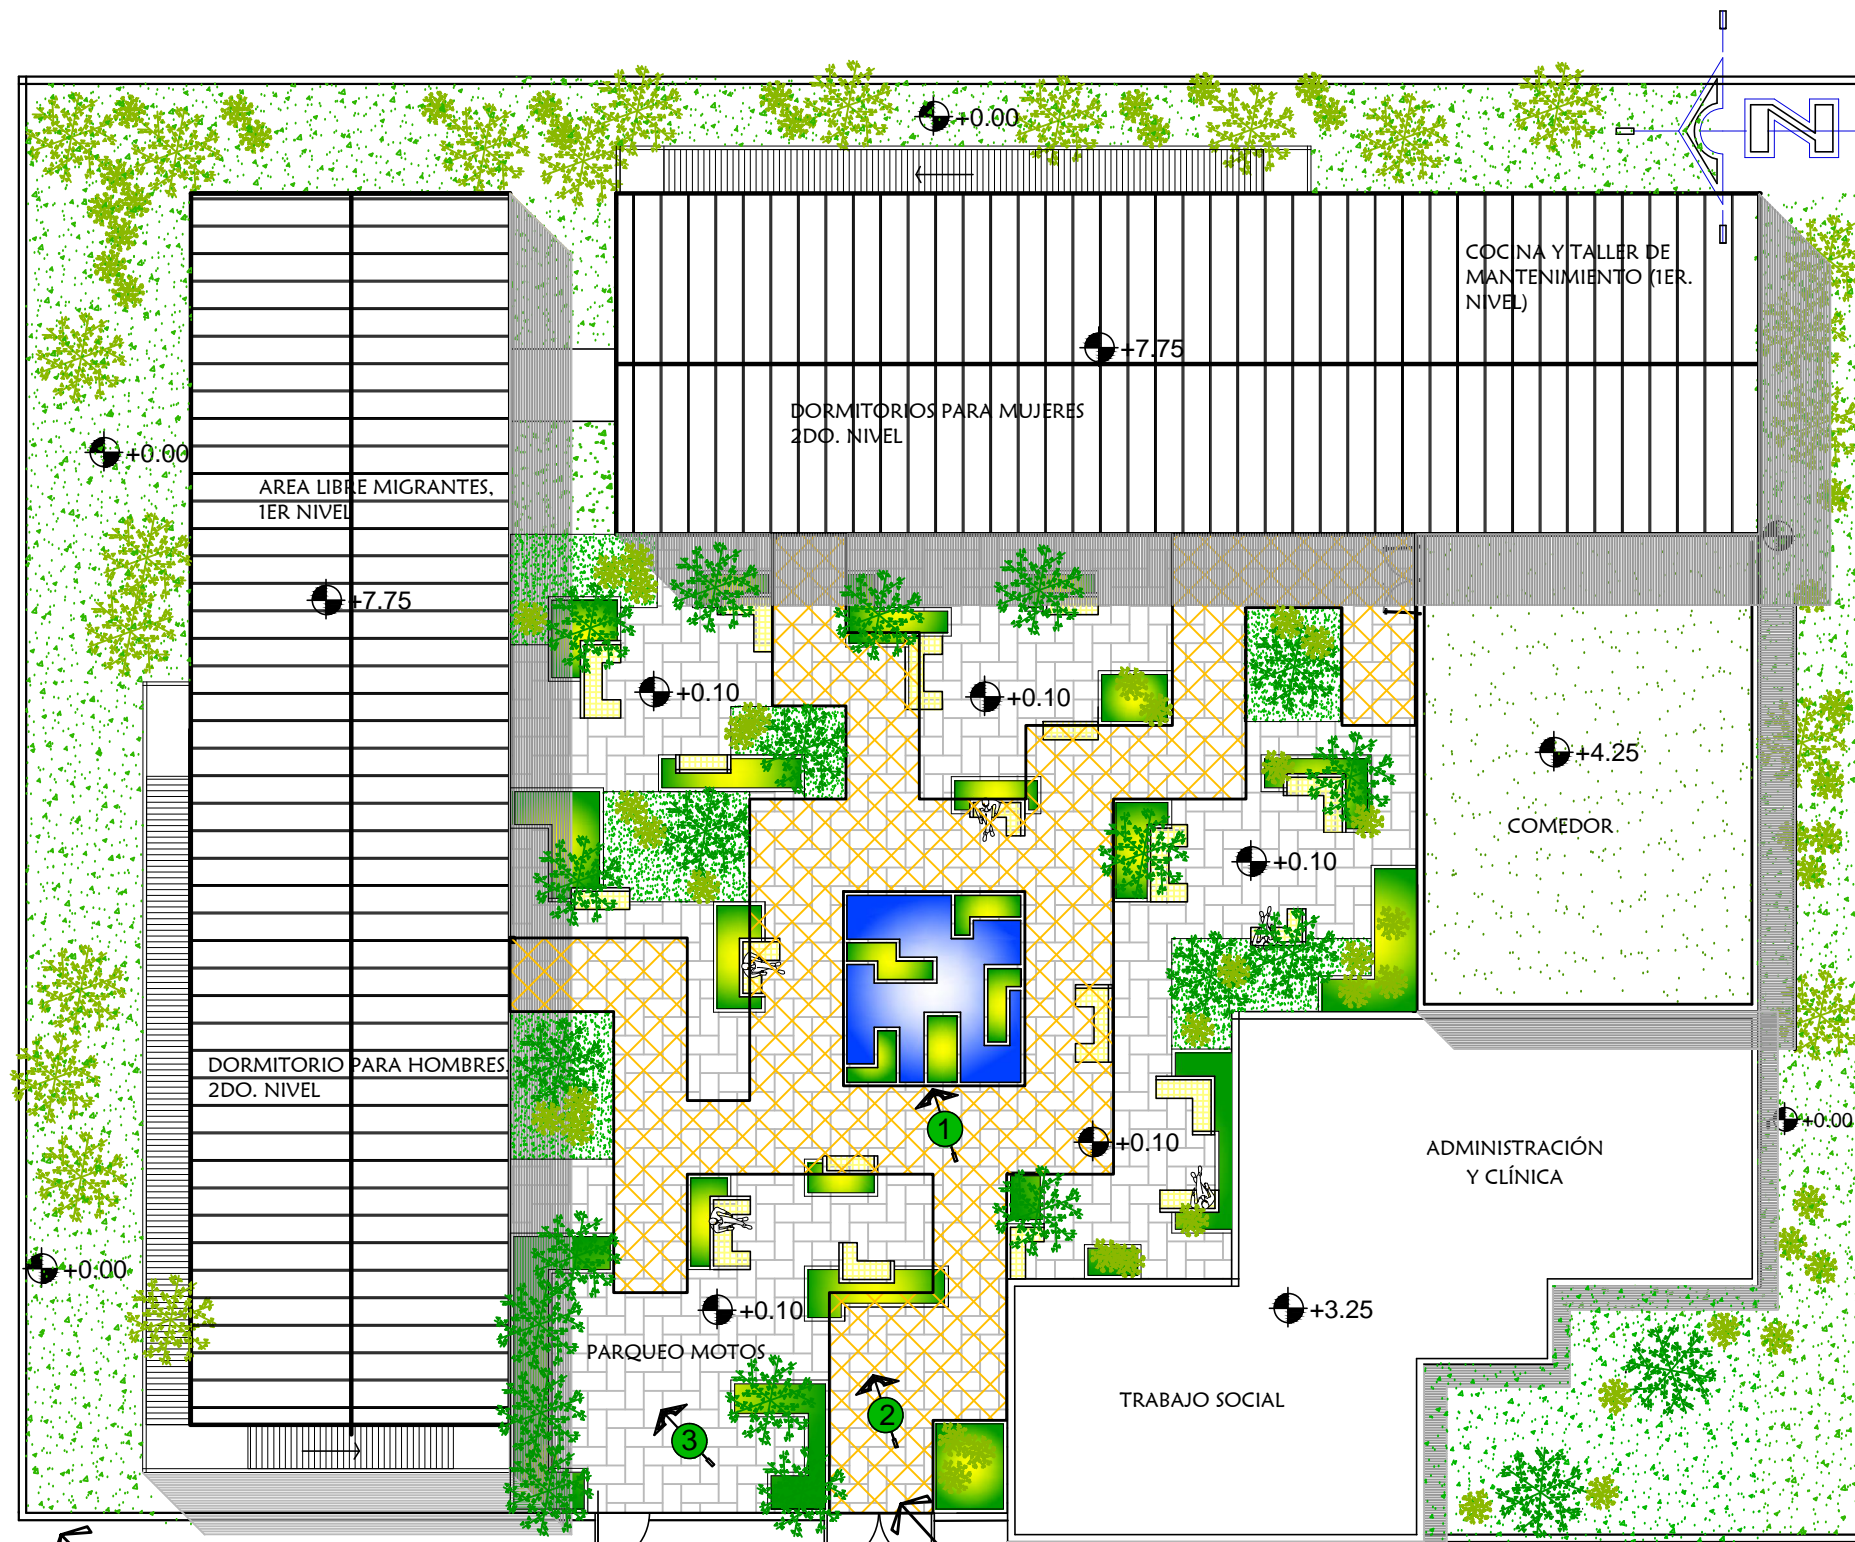 N
+0.00
COCINA Y TALLER DE
MANTENIMIENTO (1ER.
NIVEL)
+7.75
DORMITORIOS PARA MUJERES
2DO. NIVEL
+0.00
AREA LIBRE MIGRANTES,
1ER NIVEL
+7.75
+0.10
+0.10
+4.25
COMEDOR
+0.10
DORMITORIO PARA HOMBRES,
2DO. NIVEL
1
+0.10
+0.00
ADMINISTRACIÓN
Y CLÍNICA
+0.00
+0.10
+3.25
PARQUEO MOTOS
TRABAJO SOCIAL
2
3